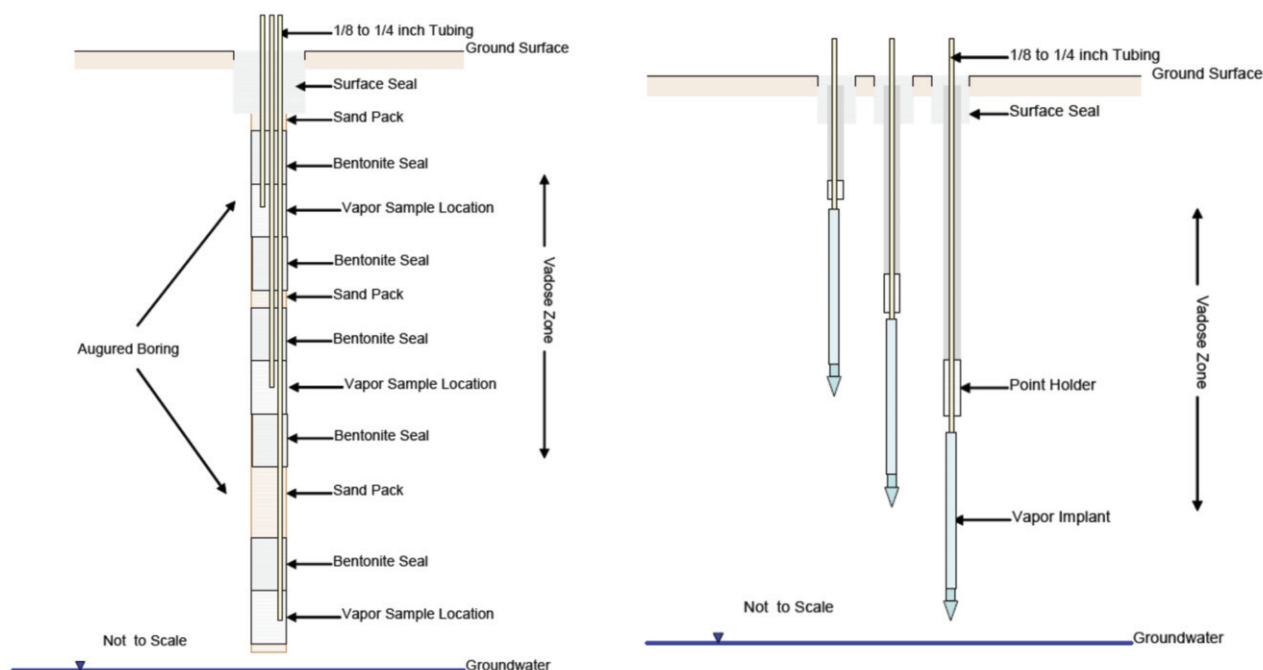 1/8 to 1/4 inch Tubing
Ground Surface
Surface Seal
Sand Pack
Bentonite Seal
Vapor Sample Location
Bentonite Seal
Sand Pack
Bentonite Seal
Vapor Sample Location
Bentonite Seal
Sand Pack
Bentonite Seal
Vapor Sample Location
Augured Boring
Vadose Zone
Not to Scale
Groundwater
1/8 to 1/4 inch Tubing
Ground Surface
Surface Seal
Point Holder
Vapor Implant
Vadose Zone
Not to Scale
Groundwater